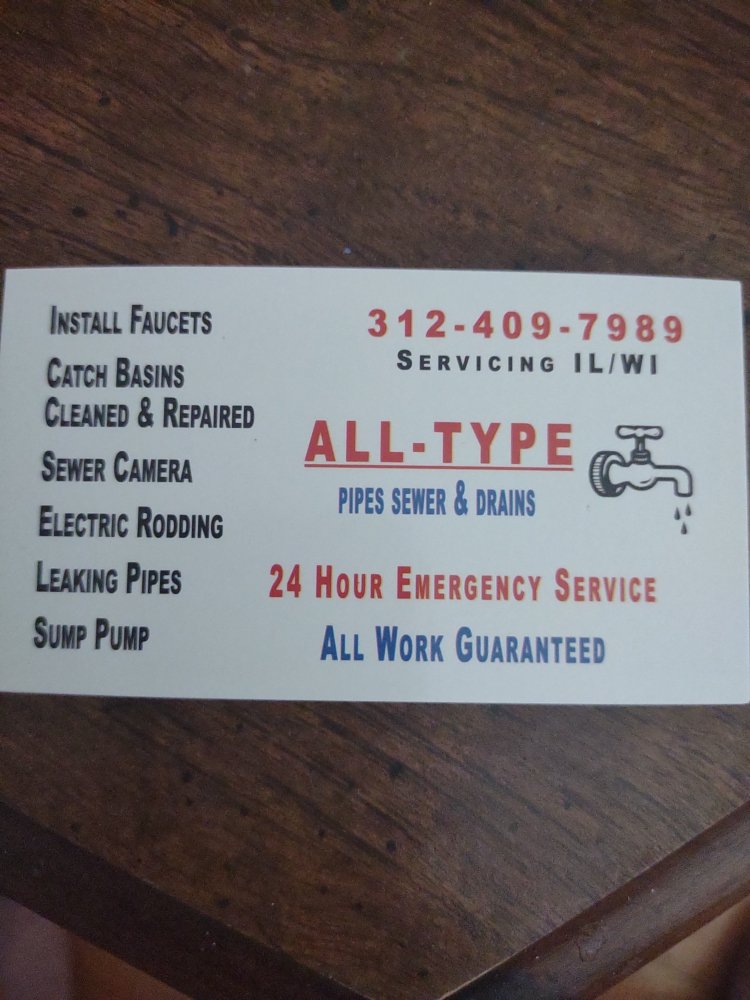 INSTALL FAUCETS
CATCH BASINS
CLEANED & REPAIRED
SEWER CAMERA
ELECTRIC RODDING
LEAKING PIPES
SUMP PUMP
312-409-7989
SERVICING IL/WI
ALL-TYPE
PIPES SEWER & DRAINS
24 HOUR EMERGENCY SERVICE
ALL WORK GUARANTEED